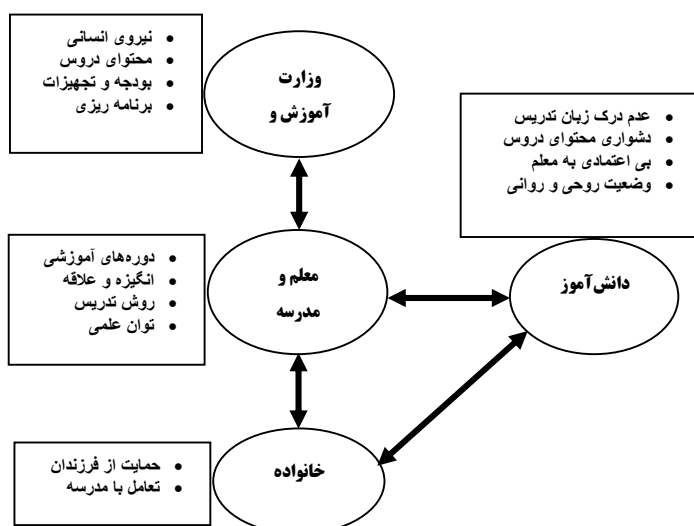 • نیروی انسانی
• محتوای دروس
• بودجه و تجهیزات
• برنامه ریزی
وزارت
آموزش و
• عدم درک زبان تدریس
• دشواری محتوای دروس
• بی اعتمادی به معلم
• وضعیت روحی و روانی
• دوره‌های آموزشی
• انگیزه و علاقه
• روش تدریس
• توان علمی
معلم و
مدرسه
دانش‌آموز
• حمایت از فرزندان
• تعامل با مدرسه
خانواده